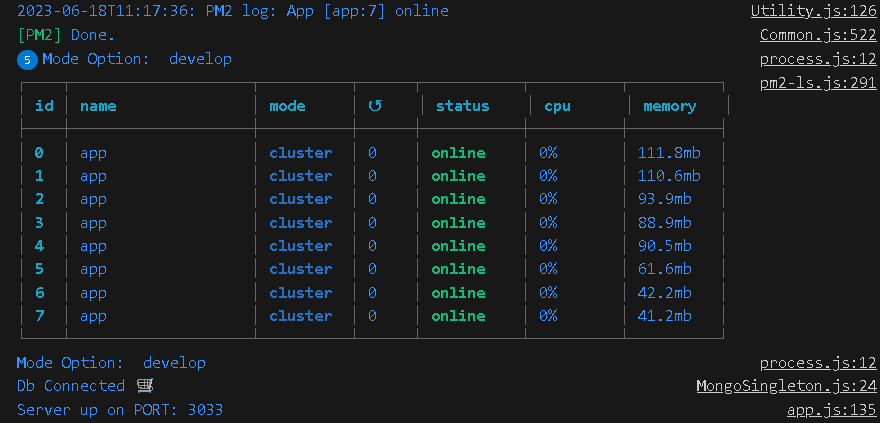 2023-06-18T11:17:36: PM2 log: App [app:7] online Utility.js:126
[PM2] Done. Common.js:522
5 Mode Option: develop process.js:12
pm2-ls.js:291
id name mode ↺ status cpu memory
0 app cluster 0 online 0% 111.8mb
1 app cluster 0 online 0% 110.6mb
2 app cluster 0 online 0% 93.9mb
3 app cluster 0 online 0% 88.9mb
4 app cluster 0 online 0% 90.5mb
5 app cluster 0 online 0% 61.6mb
6 app cluster 0 online 0% 42.2mb
7 app cluster 0 online 0% 41.2mb
Mode Option: develop process.js:12
Db Connected MongoSingleton.js:24
Server up on PORT: 3033 app.js:135